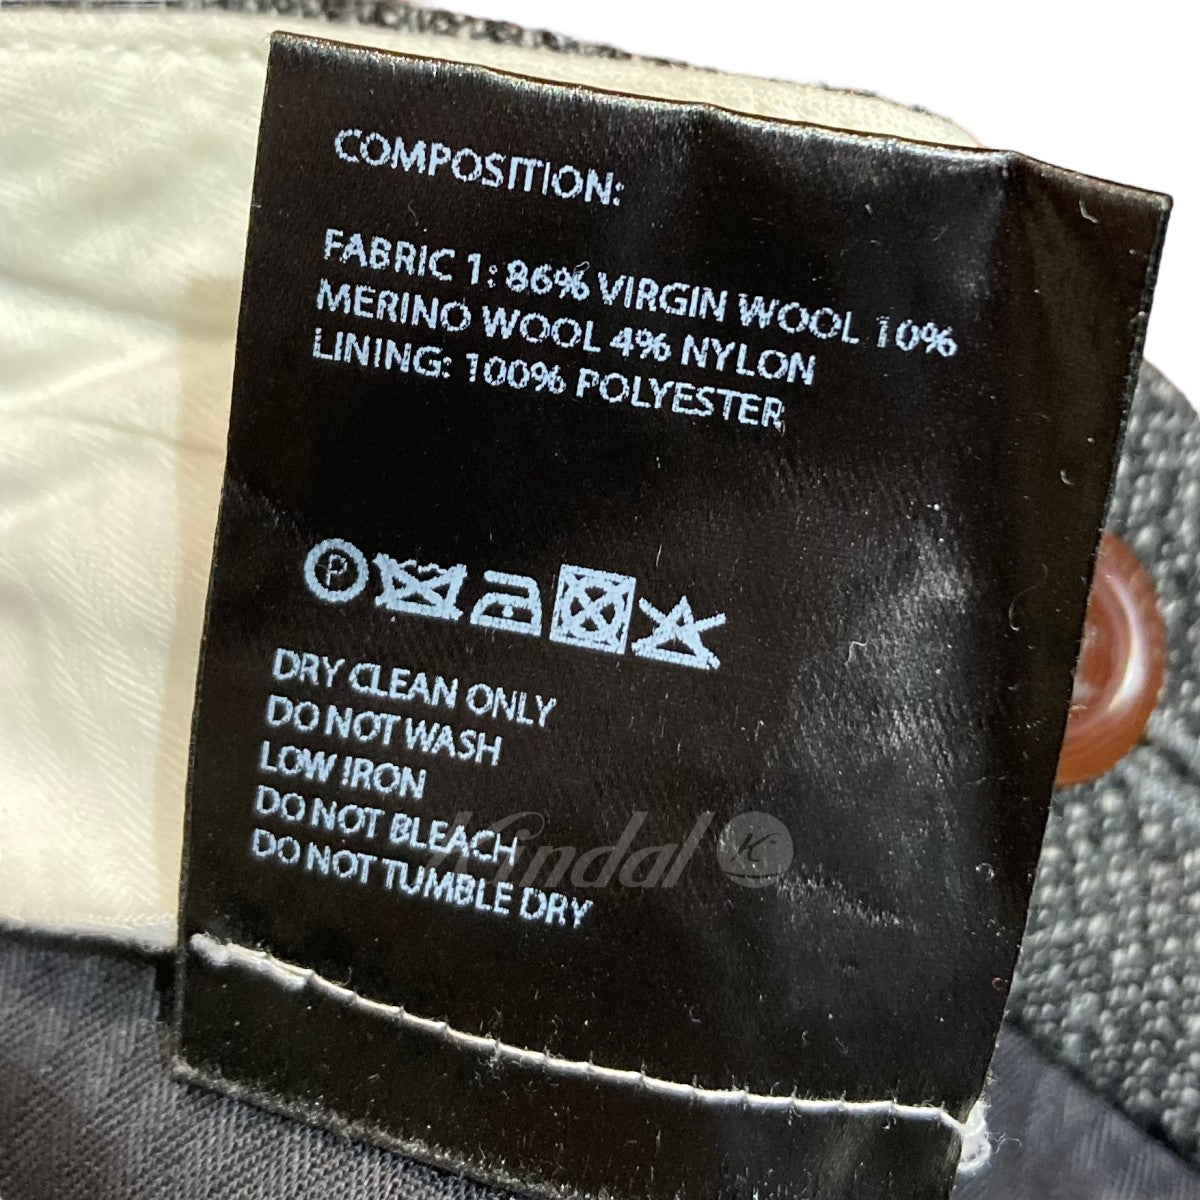 COMPOSITION:
FABRIC 1: 86% VIRGIN WOOL 10%
MERINO WOOL 4% NYLON
LINING: 100% POLYESTER
P
DRY CLEAN ONLY
DO NOT WASH
LOW IRON
DO NOT BLEACH
DO NOT TUMBLE DRY
Kindal K